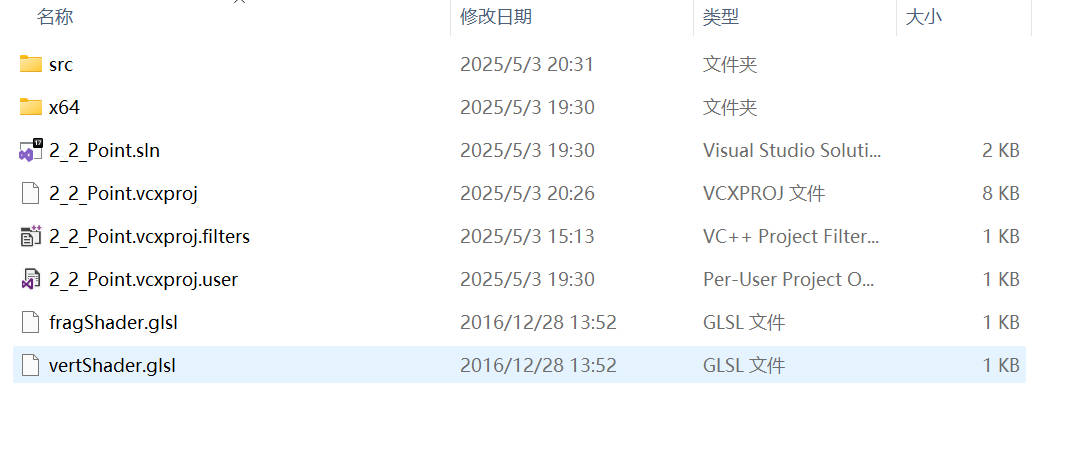 名称 修改日期 类型 大小
src 2025/5/3 20:31 文件夹
x64 2025/5/3 19:30 文件夹
2_2_Point.sln 2025/5/3 19:30 Visual Studio Soluti... 2 KB
2_2_Point.vcxproj 2025/5/3 20:26 VCXPROJ 文件 8 KB
2_2_Point.vcxproj.filters 2025/5/3 15:13 VC++ Project Filter... 1 KB
2_2_Point.vcxproj.user 2025/5/3 19:30 Per-User Project O... 1 KB
fragShader.glsl 2016/12/28 13:52 GLSL 文件 1 KB
vertShader.glsl 2016/12/28 13:52 GLSL 文件 1 KB